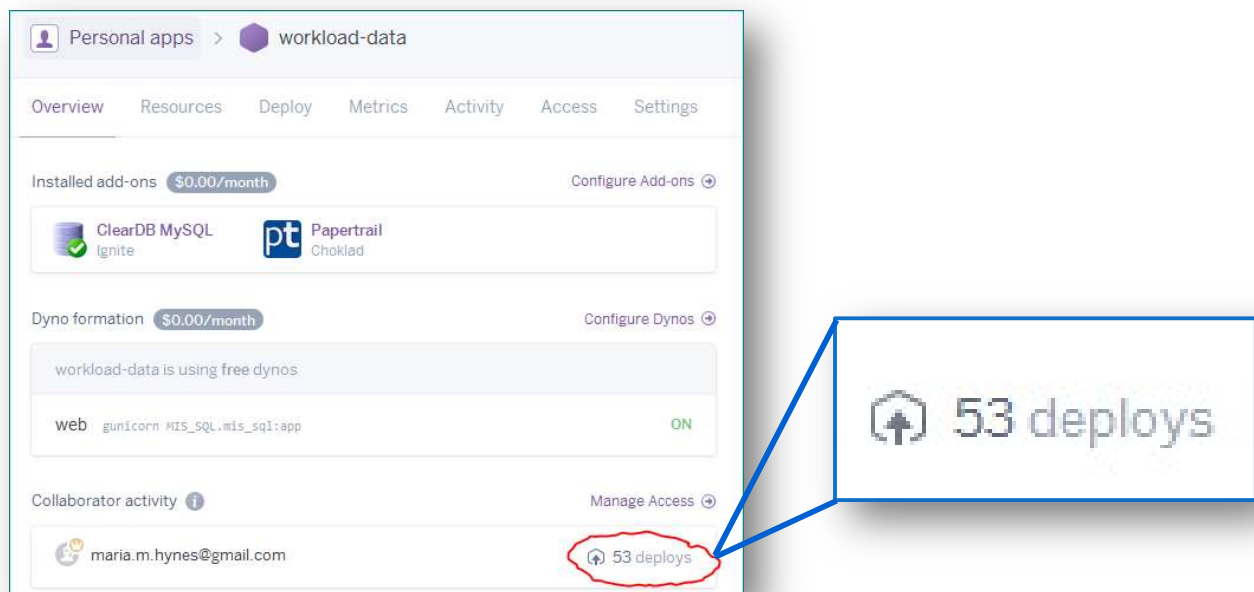 Personal apps > workload-data
Overview Resources Deploy Metrics Activity Access Settings
Installed add-ons $0.00/month Configure Add-ons
ClearDB MySQL pt Papertrail
Ignite Choklad
Dyno formation $0.00/month Configure Dynos
workload-data is using free dynos
web gunicorn MIS_SQL.mis_sql:app ON
Collaborator activity i Manage Access
maria.m.hynes@gmail.com 53 deploys
53 deploys